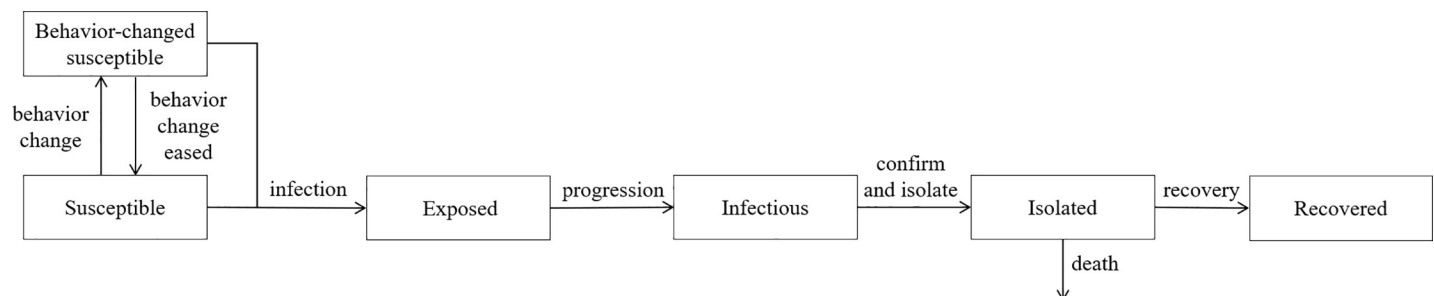 Behavior-changed
susceptible
behavior
change
behavior
change
eased
Susceptible
infection
Exposed
progression
Infectious
confirm
and isolate
Isolated
recovery
Recovered
death